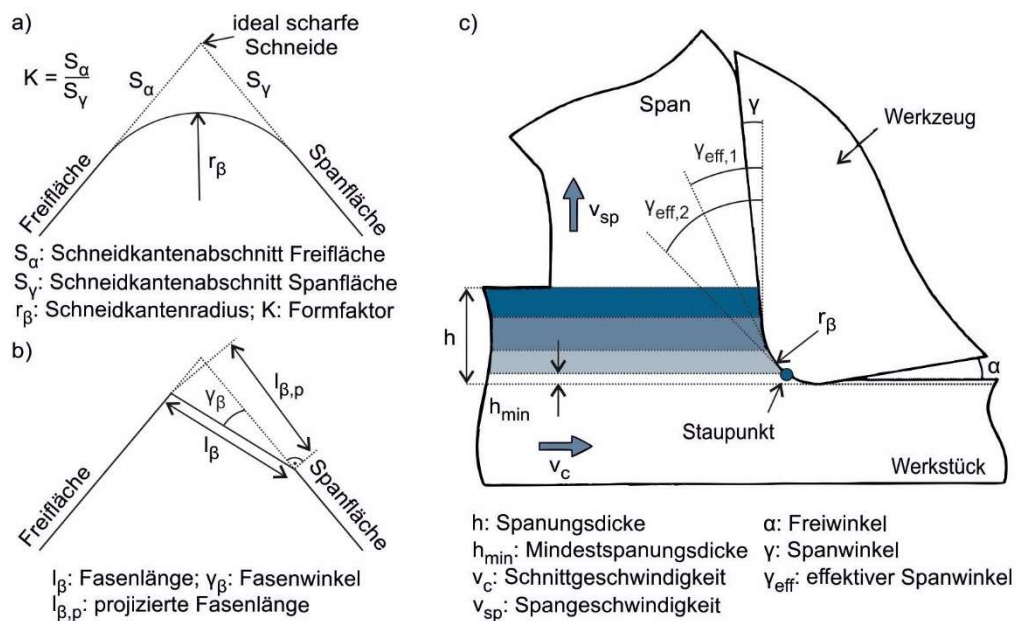 a)
ideal scharfe
Schneide
K = Sα/Sγ
Sα
Sγ
rβ
Freifläche
Spanfläche
Sα: Schneidkantenabschnitt Freifläche
Sγ: Schneidkantenabschnitt Spanfläche
rβ: Schneidkantenradius; K: Formfaktor
b)
lβ,p
γβ
lβ
Freifläche
Spanfläche
lβ: Fasenlänge; γβ: Fasenwinkel
lβ,p: projizierte Fasenlänge
c)
Span
γ
Werkzeug
γeff,1
γeff,2
vsp
h
rβ
α
hmin
Staupunkt
vc
Werkstück
h: Spanungsdicke
hmin: Mindestspanungsdicke
vc: Schnittgeschwindigkeit
vsp: Spangeschwindigkeit
α: Freiwinkel
γ: Spanwinkel
γeff: effektiver Spanwinkel